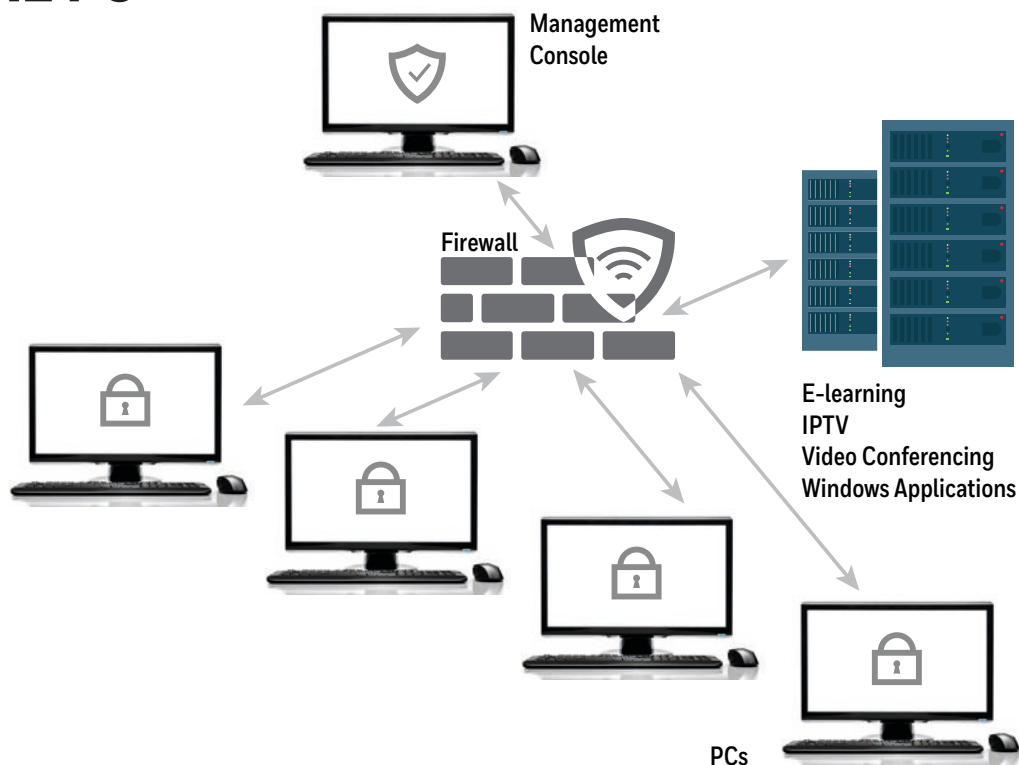 Management
Console
Firewall
E-learning
IPTV
Video Conferencing
Windows Applications
PCs